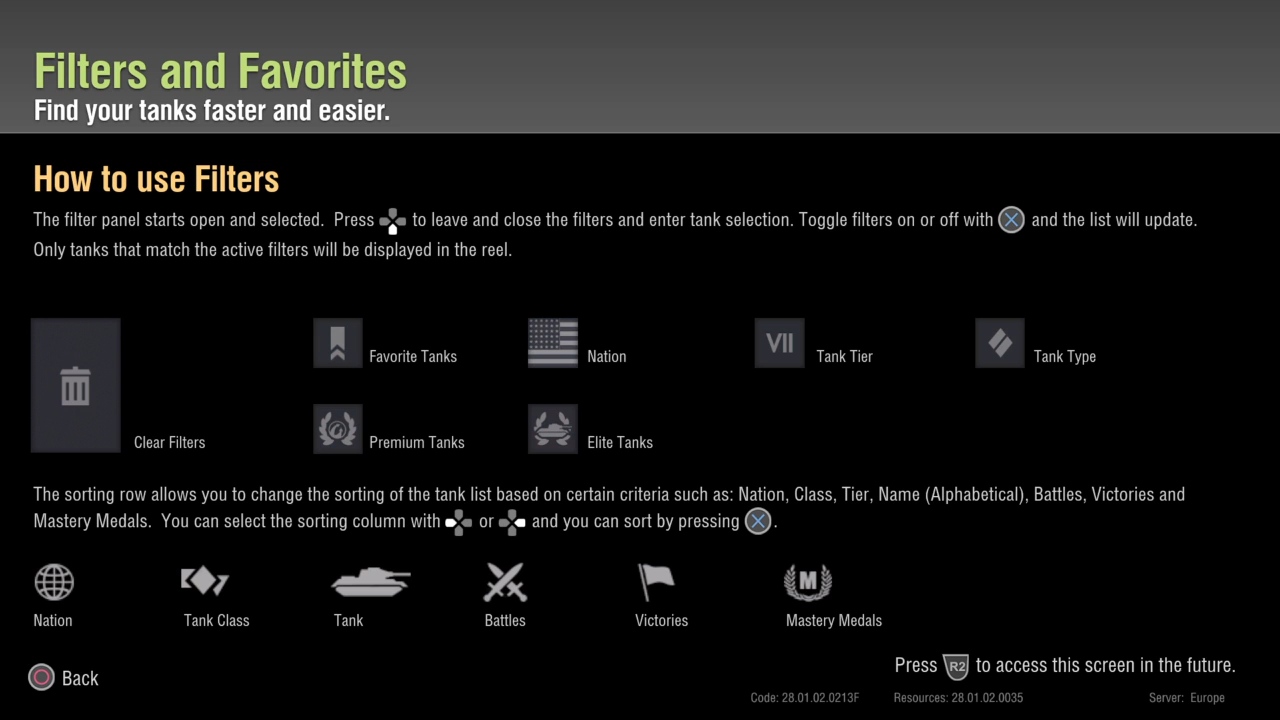 Filters and Favorites
Find your tanks faster and easier.
How to use Filters
The filter panel starts open and selected. Press to leave and close the filters and enter tank selection. Toggle filters on or off with and the list will update.
Only tanks that match the active filters will be displayed in the reel.
VII
Favorite Tanks Nation Tank Tier Tank Type
Clear Filters Premium Tanks Elite Tanks
The sorting row allows you to change the sorting of the tank list based on certain criteria such as: Nation, Class, Tier, Name (Alphabetical), Battles, Victories and
Mastery Medals. You can select the sorting column with or and you can sort by pressing .
M
Nation Tank Class Tank Battles Victories Mastery Medals
Press R2 to access this screen in the future.
Back
Code: 28.01.02.0213F Resources: 28.01.02.0035 Server: Europe